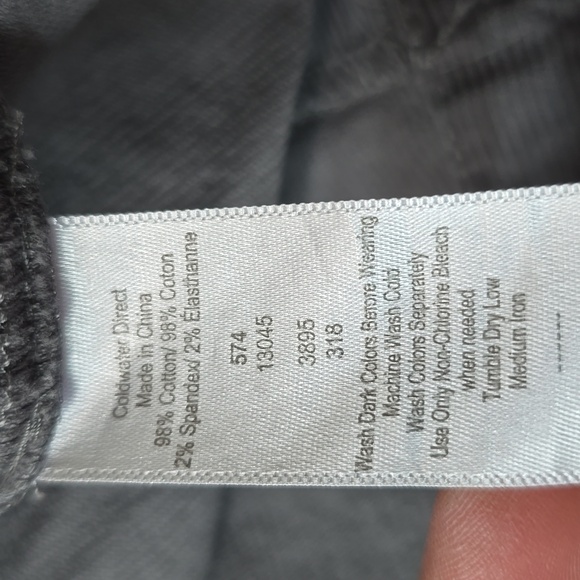 Coldwater Direct
Made in China
98% Cotton/ 98% Coton
2% Spandex/ 2% Elasthanne
574
13045
3895
318
Wash Dark Colors Before Wearing
Machine Wash Cold
Wash Colors Separately
Use Only Non-Chlorine Bleach
when needed
Tumble Dry Low
Medium Iron
-------